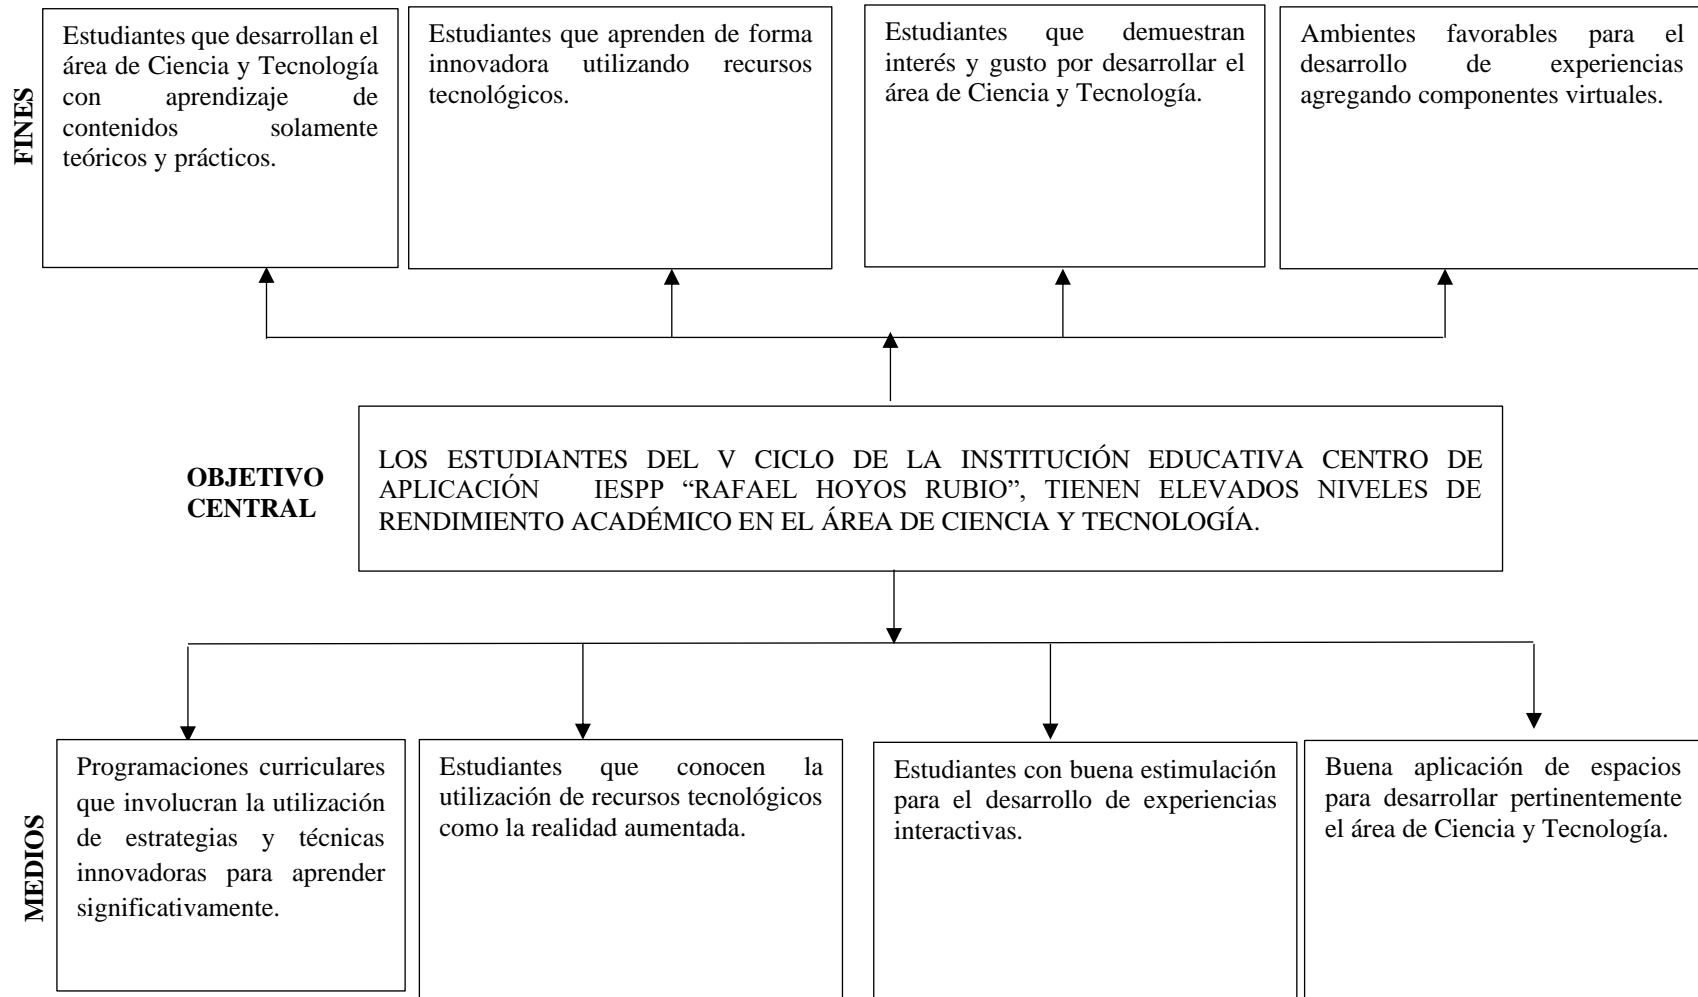 FINES
Estudiantes que desarrollan el
área de Ciencia y Tecnología
con aprendizaje de
contenidos solamente
teóricos y prácticos.
Estudiantes que aprenden de forma
innovadora utilizando recursos
tecnológicos.
Estudiantes que demuestran
interés y gusto por desarrollar el
área de Ciencia y Tecnología.
Ambientes favorables para el
desarrollo de experiencias
agregando componentes virtuales.
OBJETIVO
CENTRAL
LOS ESTUDIANTES DEL V CICLO DE LA INSTITUCIÓN EDUCATIVA CENTRO DE
APLICACIÓN IESPP “RAFAEL HOYOS RUBIO”, TIENEN ELEVADOS NIVELES DE
RENDIMIENTO ACADÉMICO EN EL ÁREA DE CIENCIA Y TECNOLOGÍA.
MEDIOS
Programaciones curriculares
que involucran la utilización
de estrategias y técnicas
innovadoras para aprender
significativamente.
Estudiantes que conocen la
utilización de recursos tecnológicos
como la realidad aumentada.
Estudiantes con buena estimulación
para el desarrollo de experiencias
interactivas.
Buena aplicación de espacios
para desarrollar pertinentemente
el área de Ciencia y Tecnología.